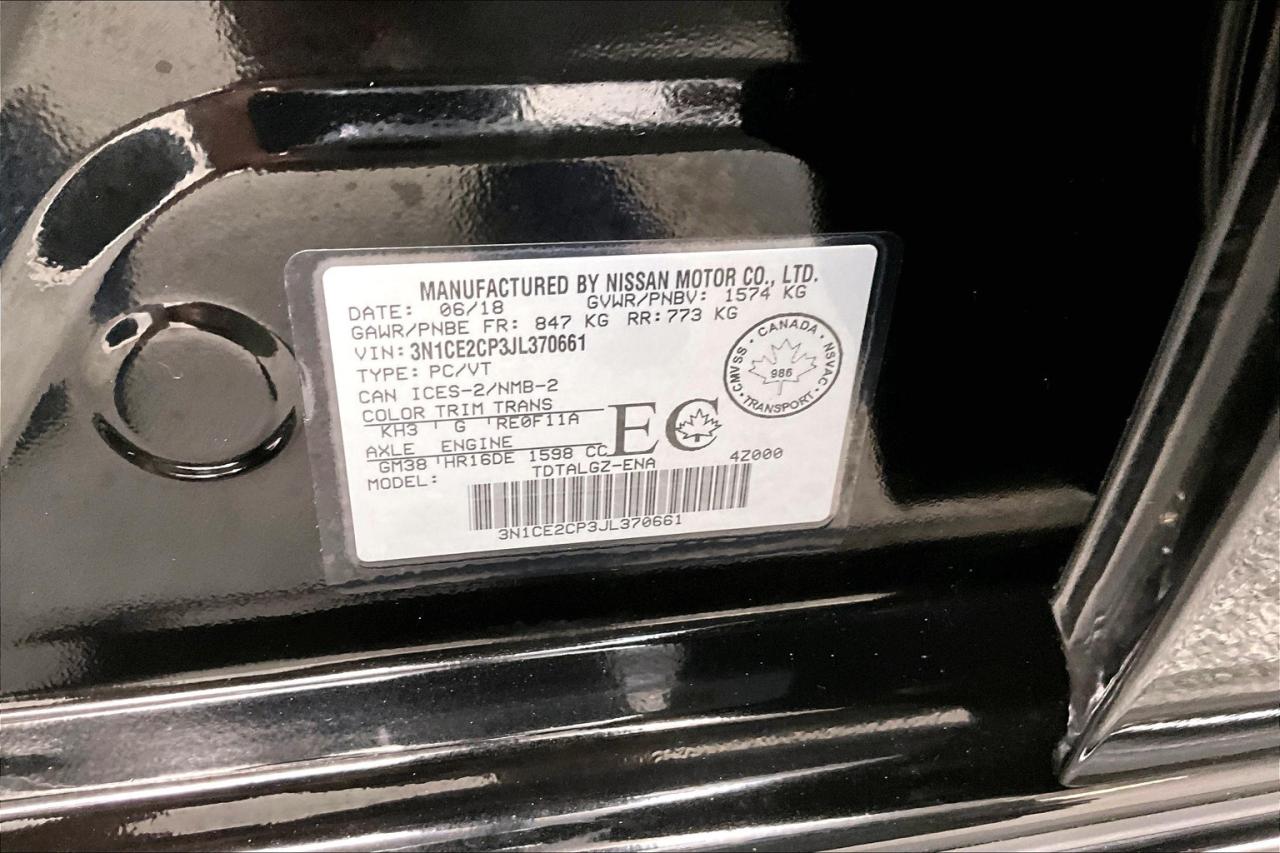 MANUFACTURED BY NISSAN MOTOR CO., LTD.
DATE: 06/18 GVWR/PNBV: 1574 KG
GAWR/PNBE FR: 847 KG RR: 773 KG
VIN: 3N1CE2CP3JL370661
TYPE: PC/VT
CAN ICES-2/NMB-2
COLOR TRIM TRANS
KH3 G RE0F11A
AXLE ENGINE
GM38 HR16DE 1598 CC
MODEL: TDTALGZ-ENA 4Z000
3N1CE2CP3JL370661
EC
CANADA
CMVSS 986 NSVAC
TRANSPORT